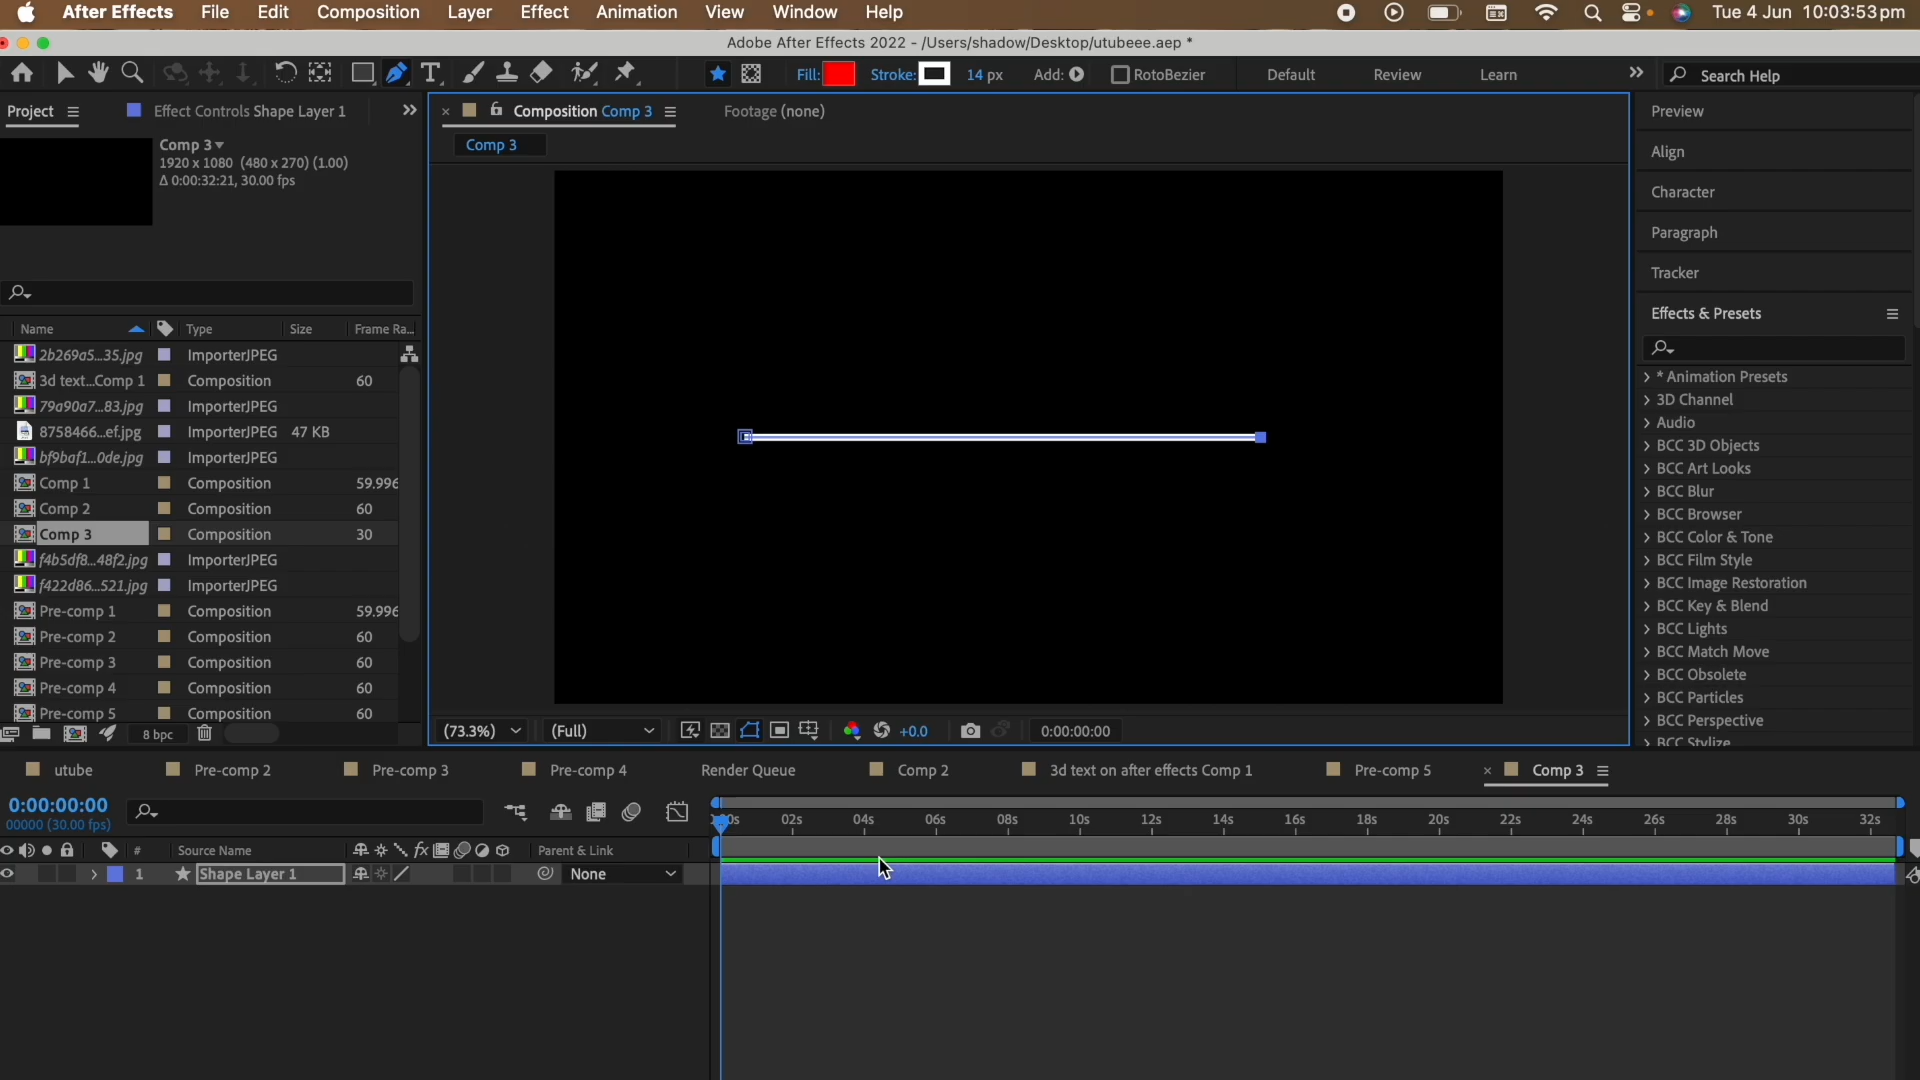 After Effects File Edit Composition Layer Effect Animation View Window Help Tue 4 Jun 10:03:53pm
Adobe After Effects 2022 - /Users/shadow/Desktop/utubeee.aep *
Fill: Stroke: 14 px Add: RotoBezier Default Review Learn Search Help
Project Effect Controls Shape Layer 1 Composition Comp 3 Footage (none) Preview
Comp 3
Comp 3
1920 x 1080 (480 x 270) (1.00)
Δ 0:00:32:21, 30.00 fps
Align
Character
Paragraph
Tracker
Effects & Presets
Name Type Size Frame Ra...
2b269a5...35.jpg ImporterJPEG
3d text...Comp 1 Composition 60
79a90a7...83.jpg ImporterJPEG
8758466...ef.jpg ImporterJPEG 47 KB
bf9baf1...0de.jpg ImporterJPEG
Comp 1 Composition 59.996
Comp 2 Composition 60
Comp 3 Composition 30
f4b5df8...48f2.jpg ImporterJPEG
f422d86...521.jpg ImporterJPEG
Pre-comp 1 Composition 59.996
Pre-comp 2 Composition 60
Pre-comp 3 Composition 60
Pre-comp 4 Composition 60
Pre-comp 5 Composition 60
8 bpc
* Animation Presets
3D Channel
Audio
BCC 3D Objects
BCC Art Looks
BCC Blur
BCC Browser
BCC Color & Tone
BCC Film Style
BCC Image Restoration
BCC Key & Blend
BCC Lights
BCC Match Move
BCC Obsolete
BCC Particles
BCC Perspective
BCC Stylize
(73.3%) (Full) +0.0 0:00:00:00
utube Pre-comp 2 Pre-comp 3 Pre-comp 4 Render Queue Comp 2 3d text on after effects Comp 1 Pre-comp 5 Comp 3
0:00:00:00
00000 (30.00 fps)
00s 02s 04s 06s 08s 10s 12s 14s 16s 18s 20s 22s 24s 26s 28s 30s 32s
# Source Name Parent & Link
1 Shape Layer 1 None